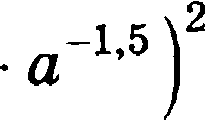 · a^{-1,5} )^2